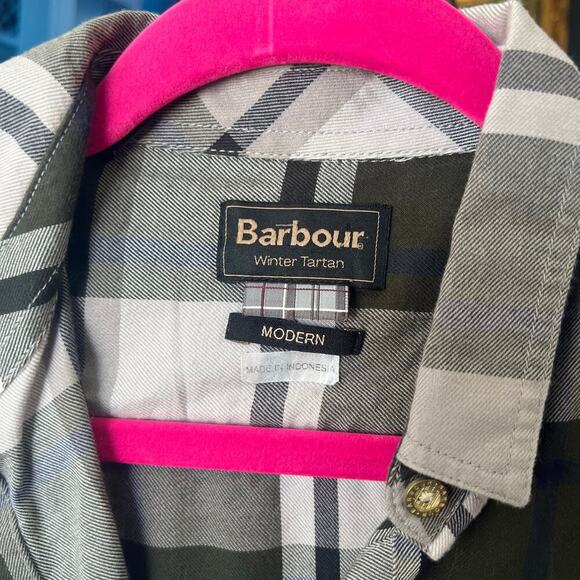 Barbour
Winter Tartan
MODERN
MADE IN INDONESIA